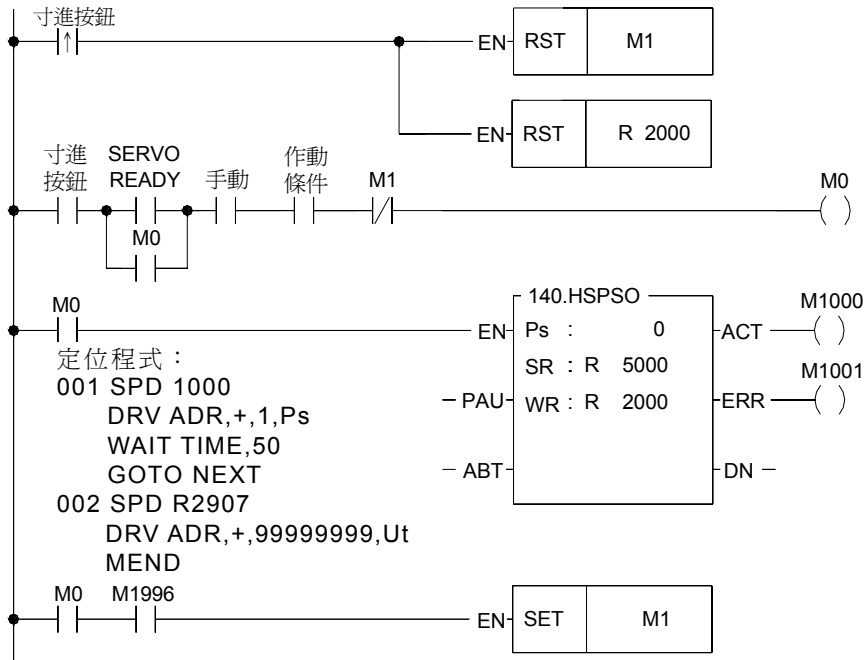 寸進按鈕
↑
EN RST M1
EN RST R 2000
寸進 SERVO 作動
按鈕 READY 手動 條件 M1 M0
M0
M0 140.HSPSO M1000
EN Ps : 0 ACT
定位程式：
001 SPD 1000 SR : R 5000 M1001
DRV ADR,+,1,Ps PAU WR : R 2000 ERR
WAIT TIME,50
GOTO NEXT ABT DN
002 SPD R2907
DRV ADR,+,99999999,Ut
MEND
M0 M1996
EN SET M1